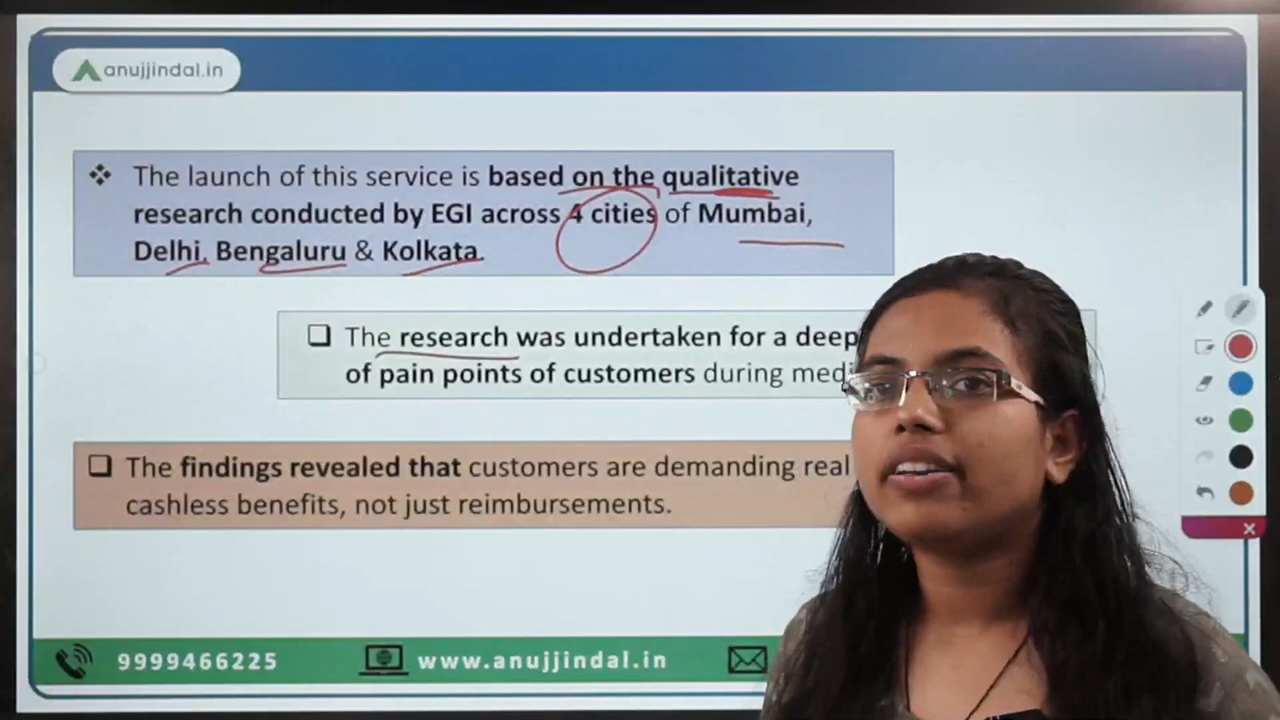 anujjindal.in
The launch of this service is based on the qualitative
research conducted by EGI across 4 cities of Mumbai,
Delhi, Bengaluru & Kolkata.
The research was undertaken for a deep
of pain points of customers during
The findings revealed that customers are demanding real
cashless benefits, not just reimbursements.
9999466225
www.anujjindal.in